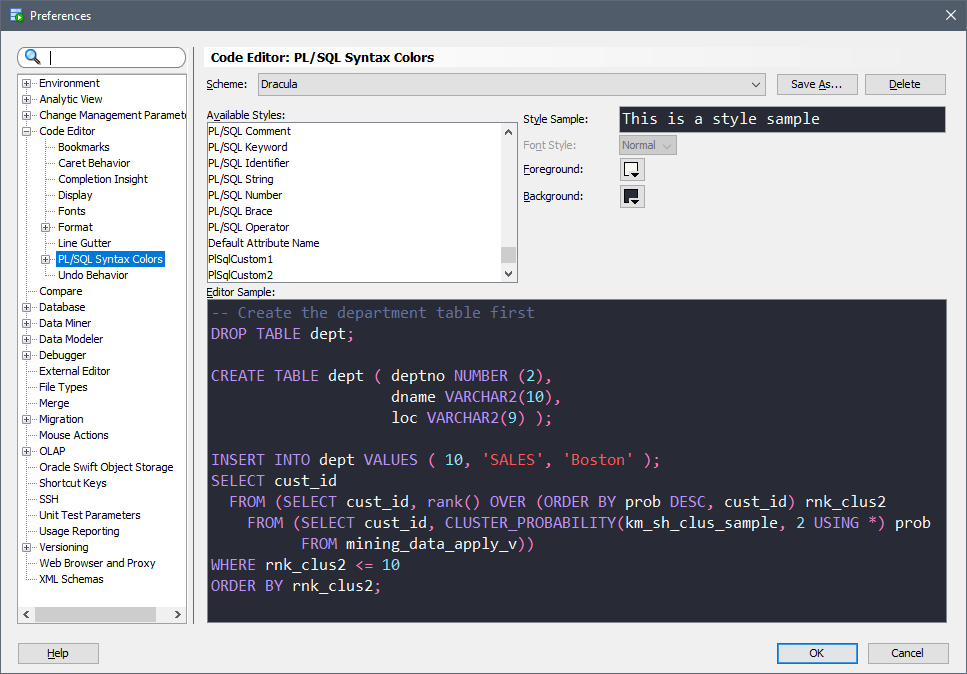 Preferences
Code Editor: PL/SQL Syntax Colors
Environment
Analytic View
Change Management Paramet
Code Editor
Bookmarks
Caret Behavior
Completion Insight
Display
Fonts
Format
Line Gutter
PL/SQL Syntax Colors
Undo Behavior
Compare
Database
Data Miner
Data Modeler
Debugger
External Editor
File Types
Merge
Migration
Mouse Actions
OLAP
Oracle Swift Object Storage
Shortcut Keys
SSH
Unit Test Parameters
Usage Reporting
Versioning
Web Browser and Proxy
XML Schemas
Scheme: Dracula Save As... Delete
Available Styles:
PL/SQL Comment
PL/SQL Keyword
PL/SQL Identifier
PL/SQL String
PL/SQL Number
PL/SQL Brace
PL/SQL Operator
Default Attribute Name
PlSqlCustom1
PlSqlCustom2
Style Sample: This is a style sample
Font Style: Normal
Foreground:
Background:
Editor Sample:
-- Create the department table first
DROP TABLE dept;
CREATE TABLE dept ( deptno NUMBER (2),
dname VARCHAR2(10),
loc VARCHAR2(9) );
INSERT INTO dept VALUES ( 10, 'SALES', 'Boston' );
SELECT cust_id
FROM (SELECT cust_id, rank() OVER (ORDER BY prob DESC, cust_id) rnk_clus2
FROM (SELECT cust_id, CLUSTER_PROBABILITY(km_sh_clus_sample, 2 USING *) prob
FROM mining_data_apply_v))
WHERE rnk_clus2 <= 10
ORDER BY rnk_clus2;
Help OK Cancel